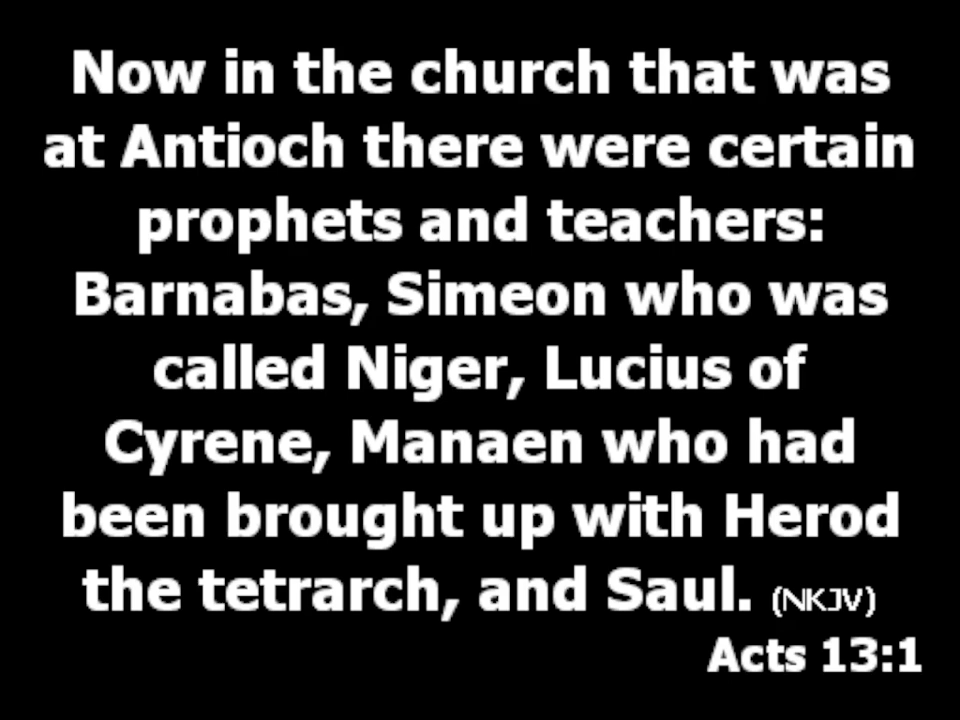 Now in the church that was
at Antioch there were certain
prophets and teachers:
Barnabas, Simeon who was
called Niger, Lucius of
Cyrene, Manaen who had
been brought up with Herod
the tetrarch, and Saul. (NKJV)
Acts 13:1